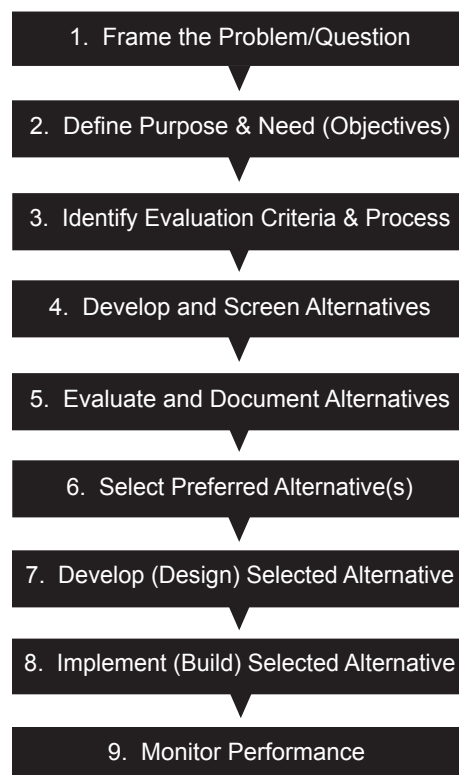 1. Frame the Problem/Question
2. Define Purpose & Need (Objectives)
3. Identify Evaluation Criteria & Process
4. Develop and Screen Alternatives
5. Evaluate and Document Alternatives
6. Select Preferred Alternative(s)
7. Develop (Design) Selected Alternative
8. Implement (Build) Selected Alternative
9. Monitor Performance